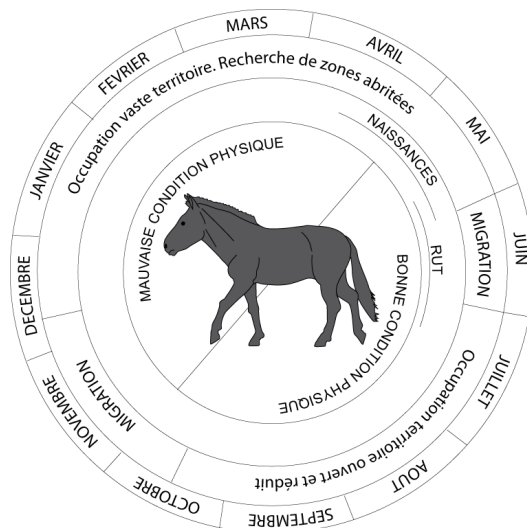 JANVIER
FEVRIER
MARS
AVRIL
MAI
JUIN
JUILLET
AOUT
SEPTEMBRE
OCTOBRE
NOVEMBRE
DECEMBRE
Occupation vaste territoire. Recherche de zones abritées
MIGRATION
Occupation territoire ouvert et réduit
MIGRATION
NAISSANCES
RUT
MAUVAISE CONDITION PHYSIQUE
BONNE CONDITION PHYSIQUE